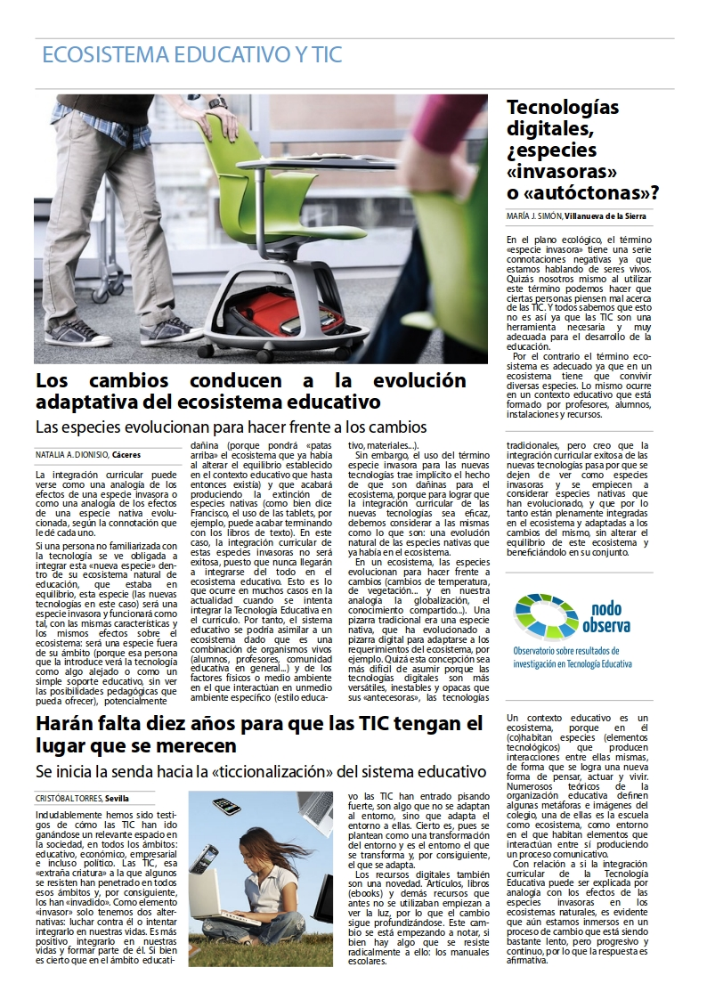 ECOSISTEMA EDUCATIVO Y TIC
Los cambios conducen a la evolución
adaptativa del ecosistema educativo
Las especies evolucionan para hacer frente a los cambios
NATALIA A. DIONISIO, Cáceres
La integración curricular puede
verse como una analogía de los
efectos de una especie invasora o
como una analogía de los efectos
de una especie nativa evolu-
cionada, según la connotación que
le dé cada uno.
Si una persona no familiarizada con
la tecnología se ve obligada a
integrar esta «nueva especie» den-
tro de su ecosistema natural de
educación, que estaba en
equilibrio, esta especie (las nuevas
tecnologías en este caso) será una
especie invasora y funcionará como
tal, con las mismas características y
los mismos efectos sobre el
ecosistema: será una especie fuera
de su ámbito (porque esa persona
que la introduce verá la tecnología
como algo alejado o como un
simple soporte educativo, sin ver
las posibilidades pedagógicas que
pueda ofrecer), potencialmente
dañina (porque pondrá «patas
arriba» el ecosistema que ya había
al alterar el equilibrio establecido
en el contexto educativo que hasta
entonces existía) y que acabará
produciendo la extinción de
especies nativas (como bien dice
Francisco, el uso de las tablets, por
ejemplo, puede acabar terminando
con los libros de texto). En este
caso, la integración curricular de
estas especies invasoras no será
exitosa, puesto que nunca llegarán
a integrarse del todo en el
ecosistema educativo. Esto es lo
que ocurre en muchos casos en la
actualidad cuando se intenta
integrar la Tecnología Educativa en
el currículo. Por tanto, el sistema
educativo se podría asimilar a un
ecosistema dado que es una
combinación de organismos vivos
(alumnos, profesores, comunidad
educativa en general...) y de los
factores físicos o medio ambiente
en el que interactúan en unmedio
ambiente específico (estilo educa-
tivo, materiales...).
Sin embargo, el uso del término
especie invasora para las nuevas
tecnologías trae implícito el hecho
de que son dañinas para el
ecosistema, porque para lograr que
la integración curricular de las
nuevas tecnologías sea eficaz,
debemos considerar a las mismas
como lo que son: una evolución
natural de las especies nativas que
ya había en el ecosistema.
En un ecosistema, las especies
evolucionan para hacer frente a
cambios (cambios de temperatura,
de vegetación... y en nuestra
analogía la globalización, el
conocimiento compartido...). Una
pizarra tradicional era una especie
nativa, que ha evolucionado a
pizarra digital para adaptarse a los
requerimientos del ecosistema, por
ejemplo. Quizá esta concepción sea
más difícil de asumir porque las
tecnologías digitales son más
versátiles, inestables y opacas que
sus «antecesoras», las tecnologías
tradicionales, pero creo que la
integración curricular exitosa de las
nuevas tecnologías pasa por que se
dejen de ver como especies
invasoras y se empiecen a
considerar especies nativas que
han evolucionado, y que por lo
tanto están plenamente integradas
en el ecosistema y adaptadas a los
cambios del mismo, sin alterar el
equilibrio de este ecosistema y
beneficiándolo en su conjunto.
Tecnologías
digitales,
¿especies
«invasoras»
o «autóctonas»?
MARÍA J. SIMÓN, Villanueva de la Sierra
En el plano ecológico, el término
«especie invasora» tiene una serie
connotaciones negativas ya que
estamos hablando de seres vivos.
Quizás nosotros mismo al utilizar
este término podemos hacer que
ciertas personas piensen mal acerca
de las TIC. Y todos sabemos que esto
no es así ya que las TIC son una
herramienta necesaria y muy
adecuada para el desarrollo de la
educación.
Por el contrario el término eco-
sistema es adecuado ya que en un
ecosistema tiene que convivir
diversas especies. Lo mismo ocurre
en un contexto educativo que está
formado por profesores, alumnos,
instalaciones y recursos.
nodo
observa
Observatorio sobre resultados de
investigación en Tecnología Educativa
Harán falta diez años para que las TIC tengan el
lugar que se merecen
Se inicia la senda hacia la «ticcionalización» del sistema educativo
CRISTÓBAL TORRES, Sevilla
Indudablemente hemos sido testi-
gos de cómo las TIC han ido
ganándose un relevante espacio en
la sociedad, en todos los ámbitos:
educativo, económico, empresarial
e incluso político. Las TIC, esa
«extraña criatura» a la que algunos
se resisten han penetrado en todos
esos ámbitos y, por consiguiente,
los han «invadido». Como elemento
«invasor» solo tenemos dos alter-
nativas: luchar contra él o intentar
integrarlo en nuestras vidas. Es más
positivo integrarlo en nuestras
vidas y formar parte de él. Si bien
es cierto que en el ámbito educati-
vo las TIC han entrado pisando
fuerte, son algo que no se adaptan
al entorno, sino que adapta el
entorno a ellas. Cierto es, pues se
plantean como una transformación
del entorno y es el entorno el que
se transforma y, por consiguiente,
el que se adapta.
Los recursos digitales también
son una novedad. Artículos, libros
(ebooks) y demás recursos que
antes no se utilizaban empiezan a
ver la luz, por lo que el cambio
sigue profundizándose. Este cam-
bio se está empezando a notar, si
bien hay algo que se resiste
radicalmente a ello: los manuales
escolares.
Un contexto educativo es un
ecosistema, porque en él
(co)habitan especies (elementos
tecnológicos) que producen
interacciones entre ellas mismas,
de forma que se logra una nueva
forma de pensar, actuar y vivir.
Numerosos teóricos de la
organización educativa definen
algunas metáforas e imágenes del
colegio, una de ellas es la escuela
como ecosistema, como entorno
en el que habitan elementos que
interactúan entre sí produciendo
un proceso comunicativo.
Con relación a si la integración
curricular de la Tecnología
Educativa puede ser explicada por
analogía con los efectos de las
especies invasoras en los
ecosistemas naturales, es evidente
que aún estamos inmersos en un
proceso de cambio que está siendo
bastante lento, pero progresivo y
continuo, por lo que la respuesta es
afirmativa.